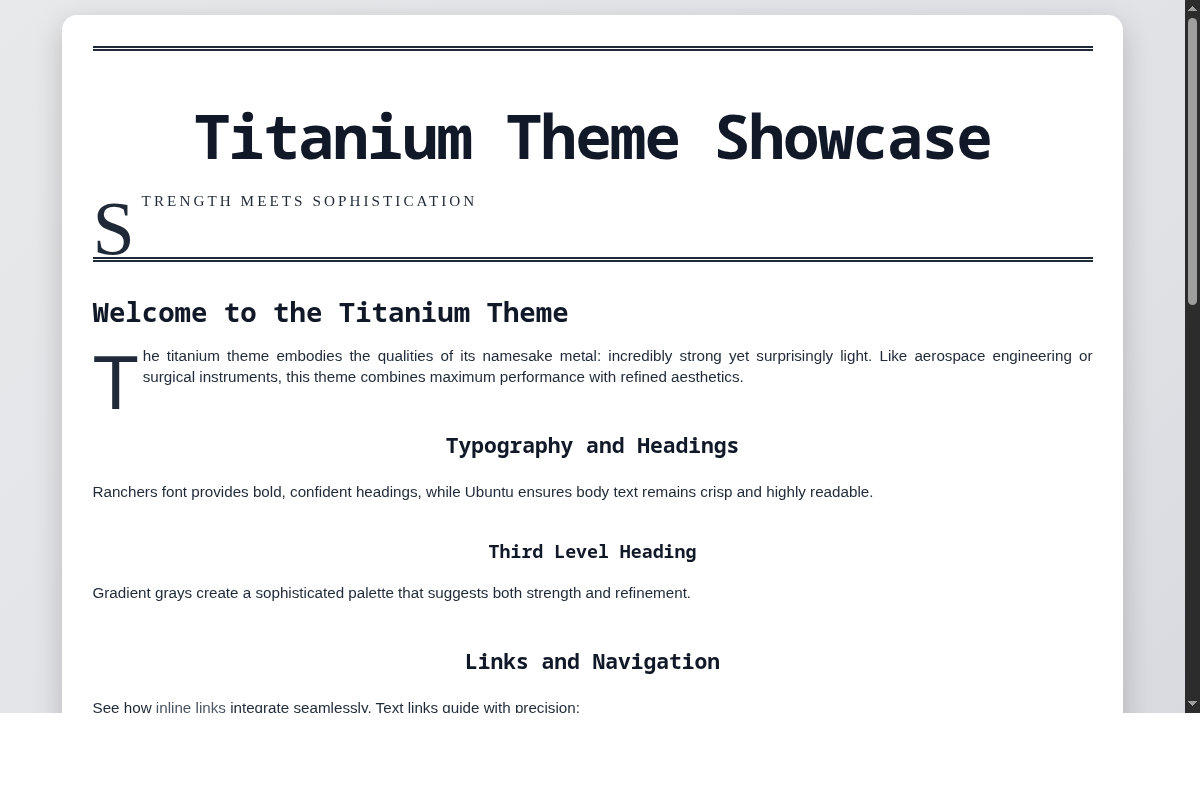 Titanium Theme Showcase
STRENGTH MEETS SOPHISTICATION
Welcome to the Titanium Theme
The titanium theme embodies the qualities of its namesake metal: incredibly strong yet surprisingly light. Like aerospace engineering or
surgical instruments, this theme combines maximum performance with refined aesthetics.
Typography and Headings
Ranchers font provides bold, confident headings, while Ubuntu ensures body text remains crisp and highly readable.
Third Level Heading
Gradient grays create a sophisticated palette that suggests both strength and refinement.
Links and Navigation
See how inline links integrate seamlessly. Text links guide with precision: